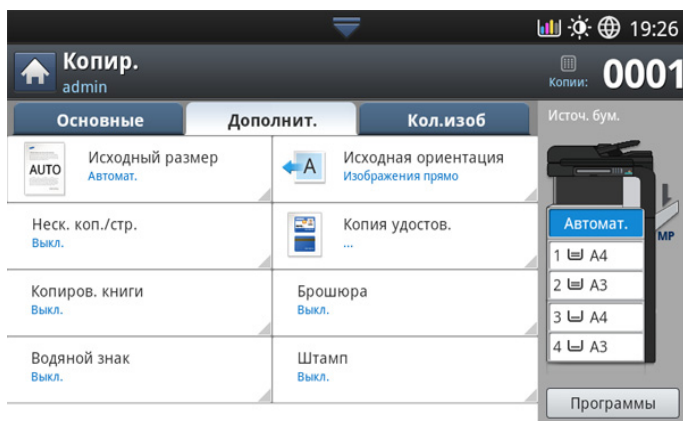 19:26
Копир.
admin
Копии: 0001
Основные
Дополнит.
Кол.изоб
Источ. бум.
AUTO
Исходный размер
Автомат.
A
Исходная ориентация
Изображения прямо
Неск. коп./стр.
Выкл.
Копия удостов.
...
Копиров. книги
Выкл.
Брошюра
Выкл.
Водяной знак
Выкл.
Штамп
Выкл.
Автомат.
MP
1 A4
2 A3
3 A4
4 A3
Программы